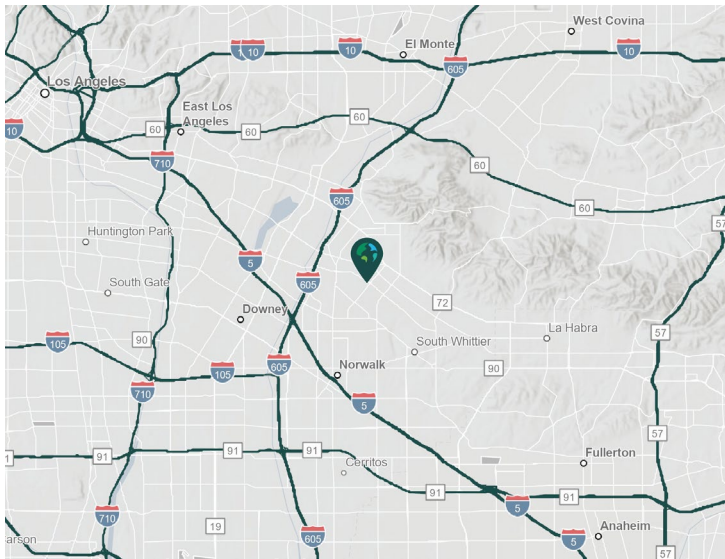 West Covina
10
10
10
10
El Monte
605
Los Angeles
East Los
Angeles
60
60
60
10
710
60
605
60
57
Huntington Park
5
605
South Gate
72
Downey
La Habra
57
90
105
South Whittier
605
90
105
Norwalk
710
5
57
91
91
91
91
Fullerton
Cerritos
91
91
5
710
19
605
Anaheim
5
arson
57